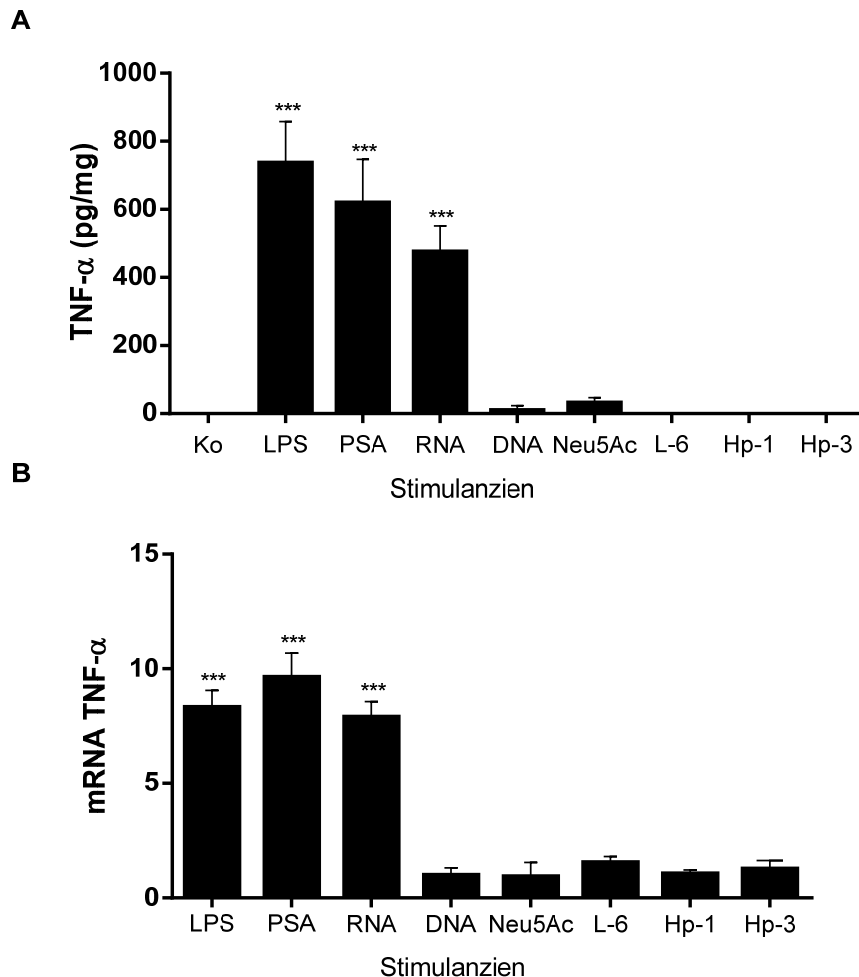 A
TNF-α (pg/mg)
1000
800
600
400
200
0
***
***
***
Ko LPS PSA RNA DNA Neu5Ac L-6 Hp-1 Hp-3
Stimulanzien
B
mRNA TNF-α
15
10
5
0
***
***
***
LPS PSA RNA DNA Neu5Ac L-6 Hp-1 Hp-3
Stimulanzien